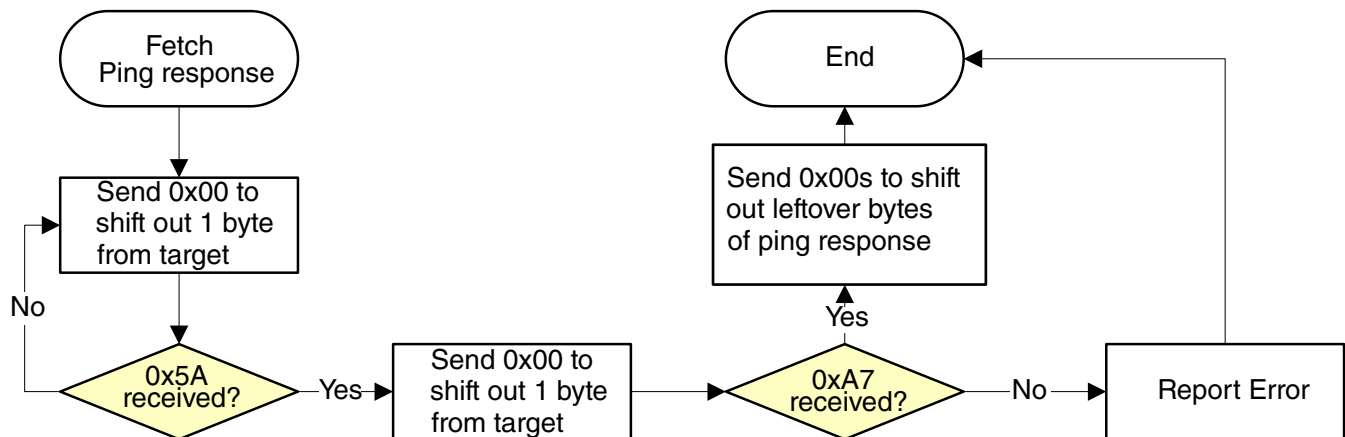 Fetch
Ping response
Send 0x00 to
shift out 1 byte
from target
No
0x5A
received?
Yes
Send 0x00 to
shift out 1 byte
from target
0xA7
received?
Yes
Send 0x00s to shift
out leftover bytes
of ping response
End
No
Report Error